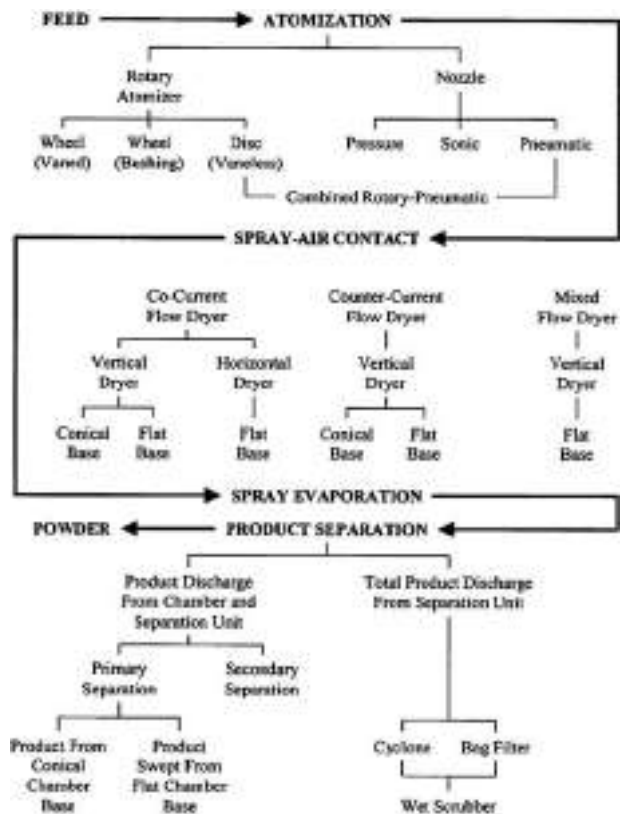 FEED ATOMIZATION
Rotary Nozzle
Atomizer
Wheel Wheel Disc Pressure Sonic Pneumatic
(Vaned) (Bushing) (Vaneless)
Combined Rotary-Pneumatic
SPRAY-AIR CONTACT
Co-Current Counter-Current Mixed
Flow Dryer Flow Dryer Flow Dryer
Vertical Horizontal Vertical Vertical
Dryer Dryer Dryer Dryer
Conical Flat Flat Conical Flat Flat
Base Base Base Base Base Base
SPRAY EVAPORATION
POWDER PRODUCT SEPARATION
Product Discharge Total Product Discharge
From Chamber and From Separation Unit
Separation Unit
Primary Secondary
Separation Separation
Product From Product Cyclone Bag Filter
Conical Swept From
Chamber Flat Chamber
Base Base Wet Scrubber